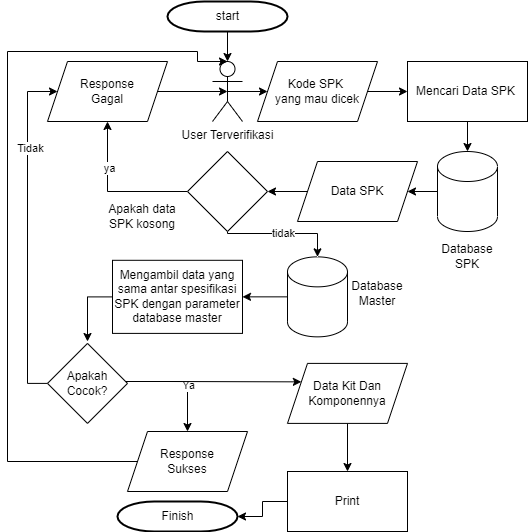 start
Response
Gagal
Kode SPK
yang mau dicek
Mencari Data SPK
User Terverifikasi
Tidak
ya
Data SPK
Apakah data
SPK kosong
tidak
Database
SPK
Mengambil data yang
sama antar spesifikasi
SPK dengan parameter
database master
Database
Master
Apakah
Cocok?
Ya
Data Kit Dan
Komponennya
Response
Sukses
Print
Finish